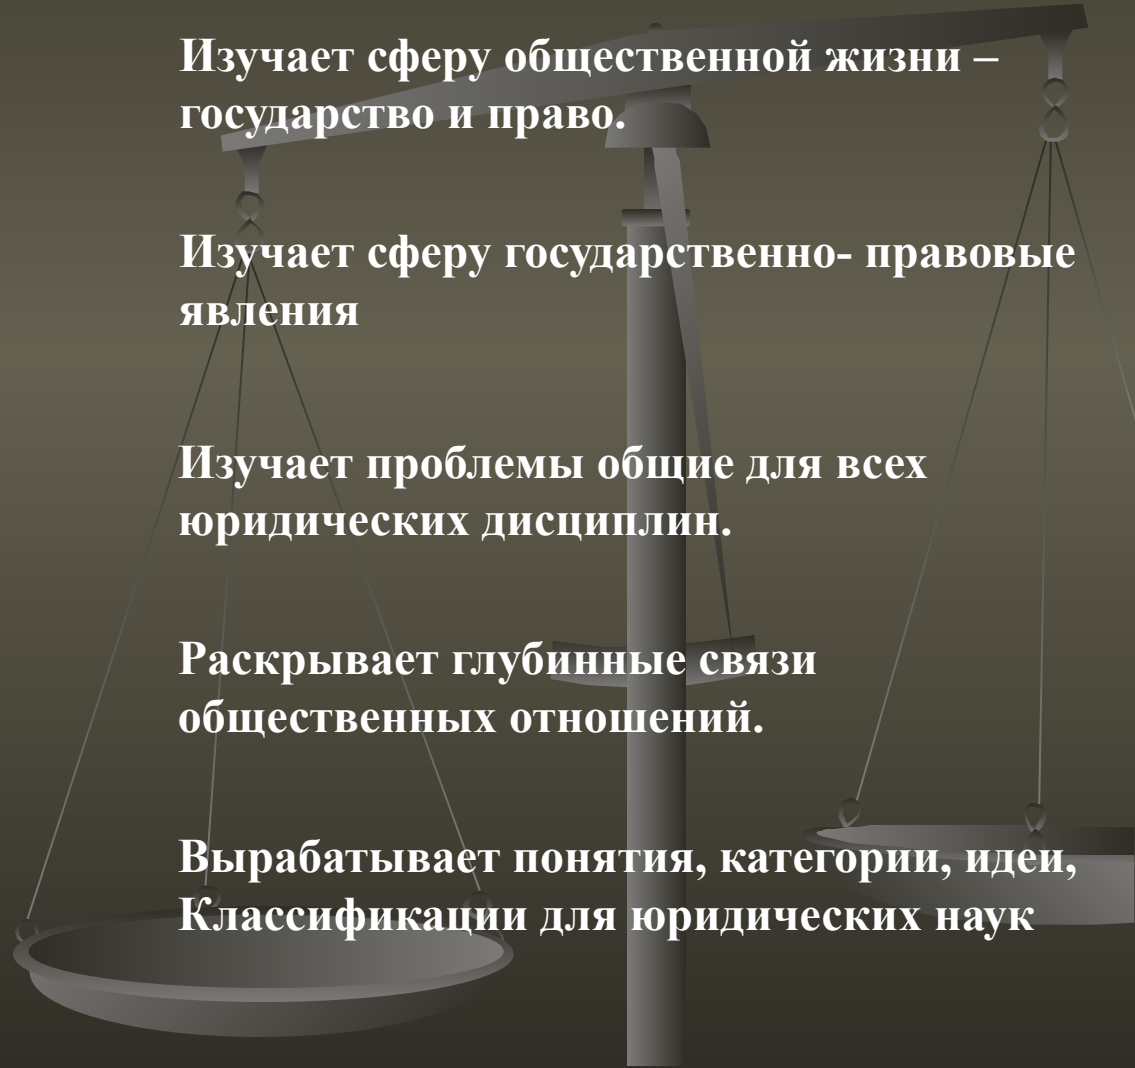 Изучает сферу общественной жизни –
государство и право.
Изучает сферу государственно- правовые
явления
Изучает проблемы общие для всех
юридических дисциплин.
Раскрывает глубинные связи
общественных отношений.
Вырабатывает понятия, категории, идеи,
Классификации для юридических наук